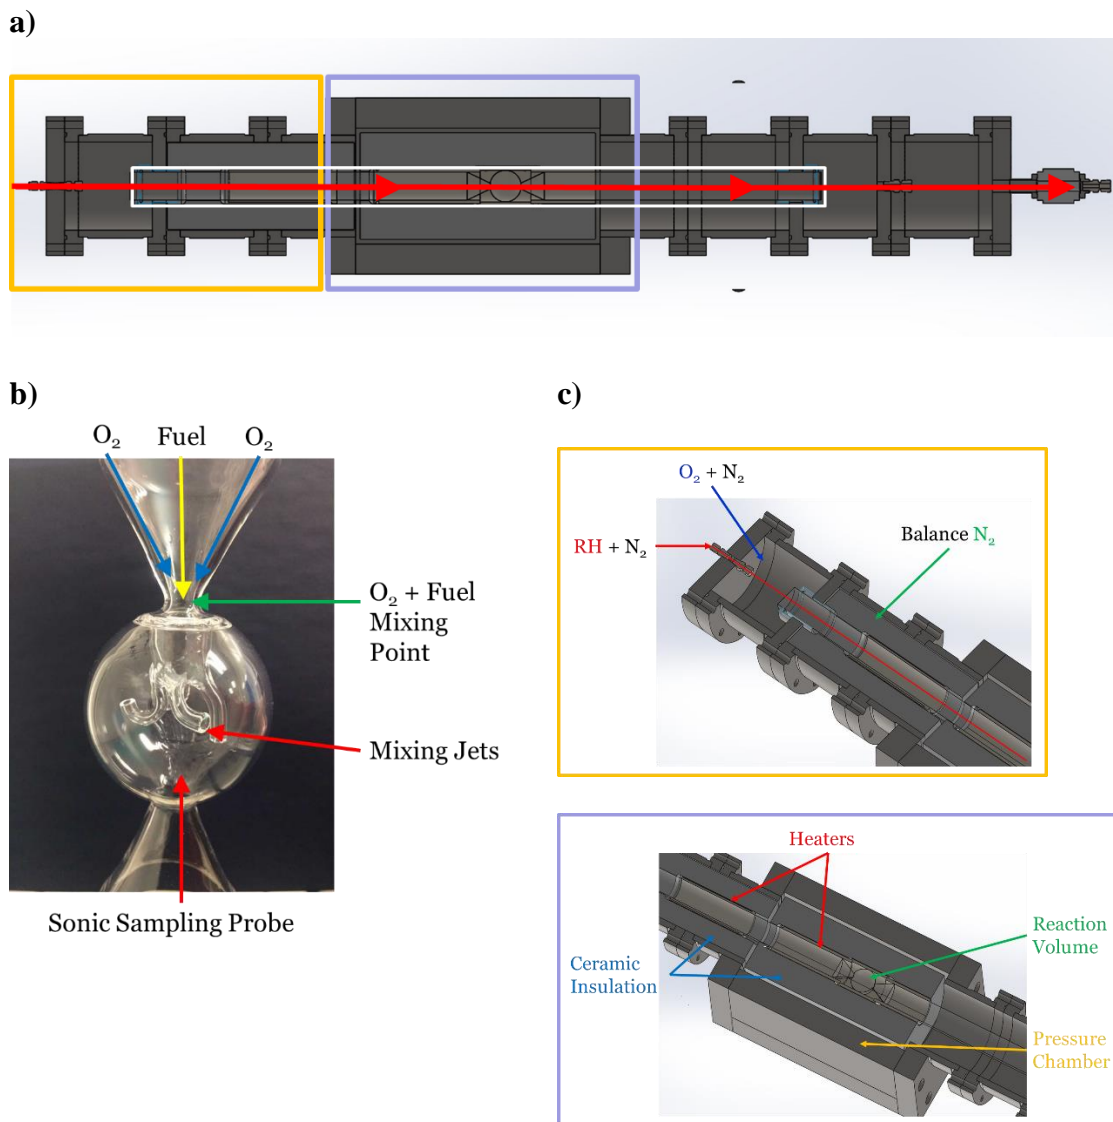 a)
b)
O₂ Fuel O₂
O₂ + Fuel
Mixing
Point
Mixing Jets
Sonic Sampling Probe
c)
O₂ + N₂
RH + N₂
Balance N₂
Heaters
Reaction
Volume
Ceramic
Insulation
Pressure
Chamber